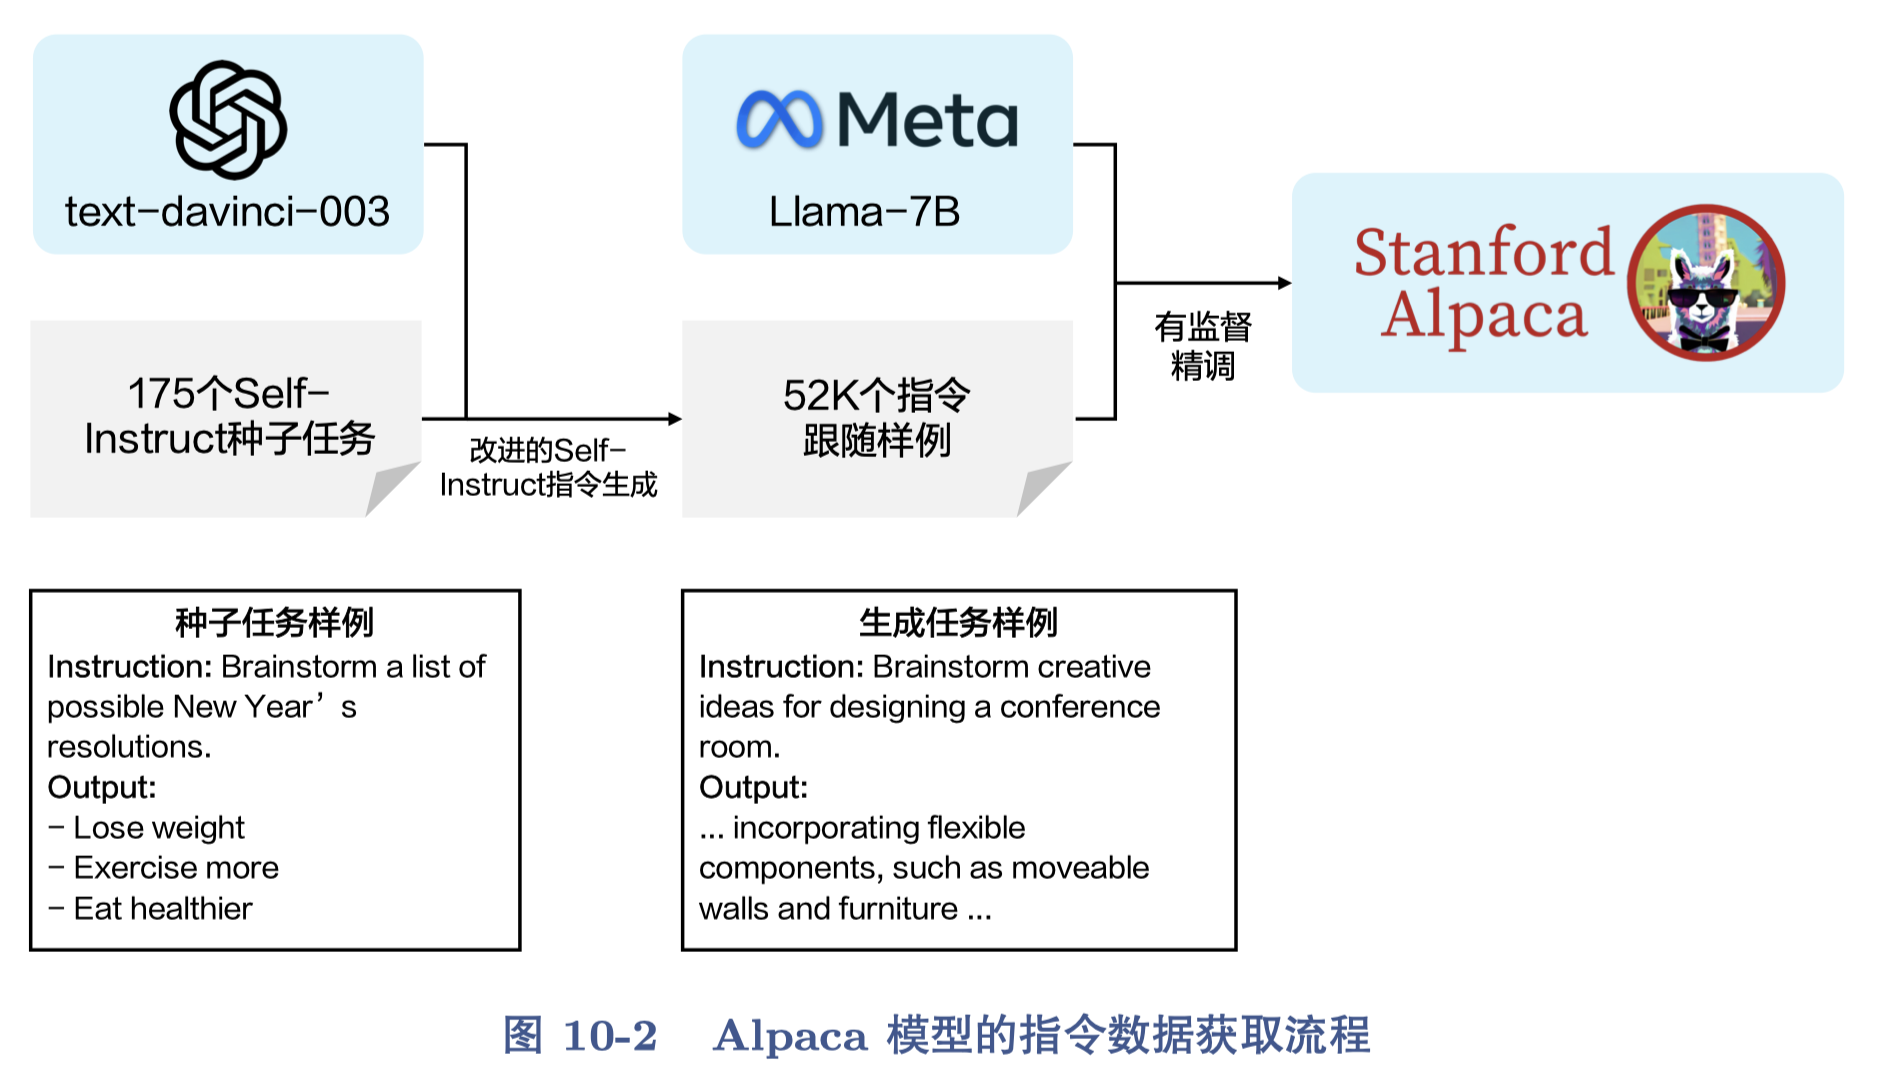 text-davinci-003
Meta
Llama-7B
Stanford
Alpaca
175个Self-
Instruct种子任务
改进的Self-
Instruct指令生成
52K个指令
跟随样例
有监督
精调
种子任务样例
Instruction: Brainstorm a list of
possible New Year’s
resolutions.
Output:
- Lose weight
- Exercise more
- Eat healthier
生成任务样例
Instruction: Brainstorm creative
ideas for designing a conference
room.
Output:
... incorporating flexible
components, such as moveable
walls and furniture ...
图 10-2 Alpaca 模型的指令数据获取流程